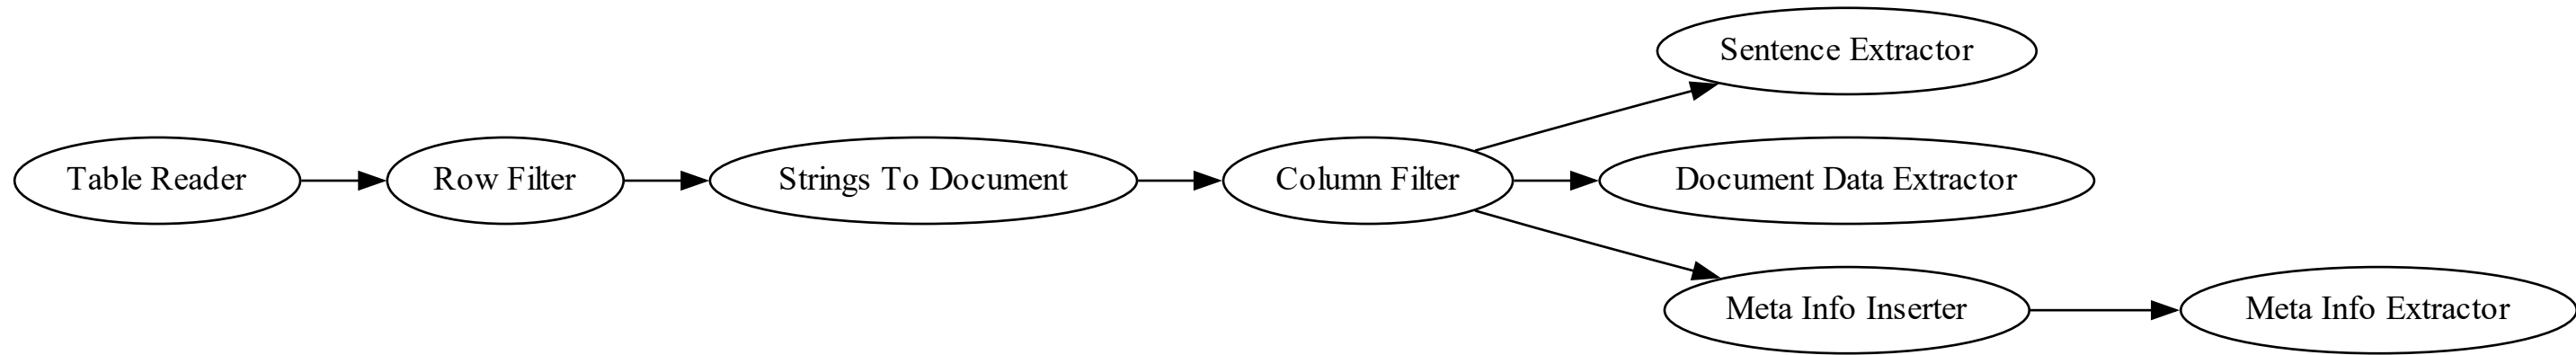 Sentence Extractor
Table Reader
Row Filter
Strings To Document
Column Filter
Document Data Extractor
Meta Info Inserter
Meta Info Extractor